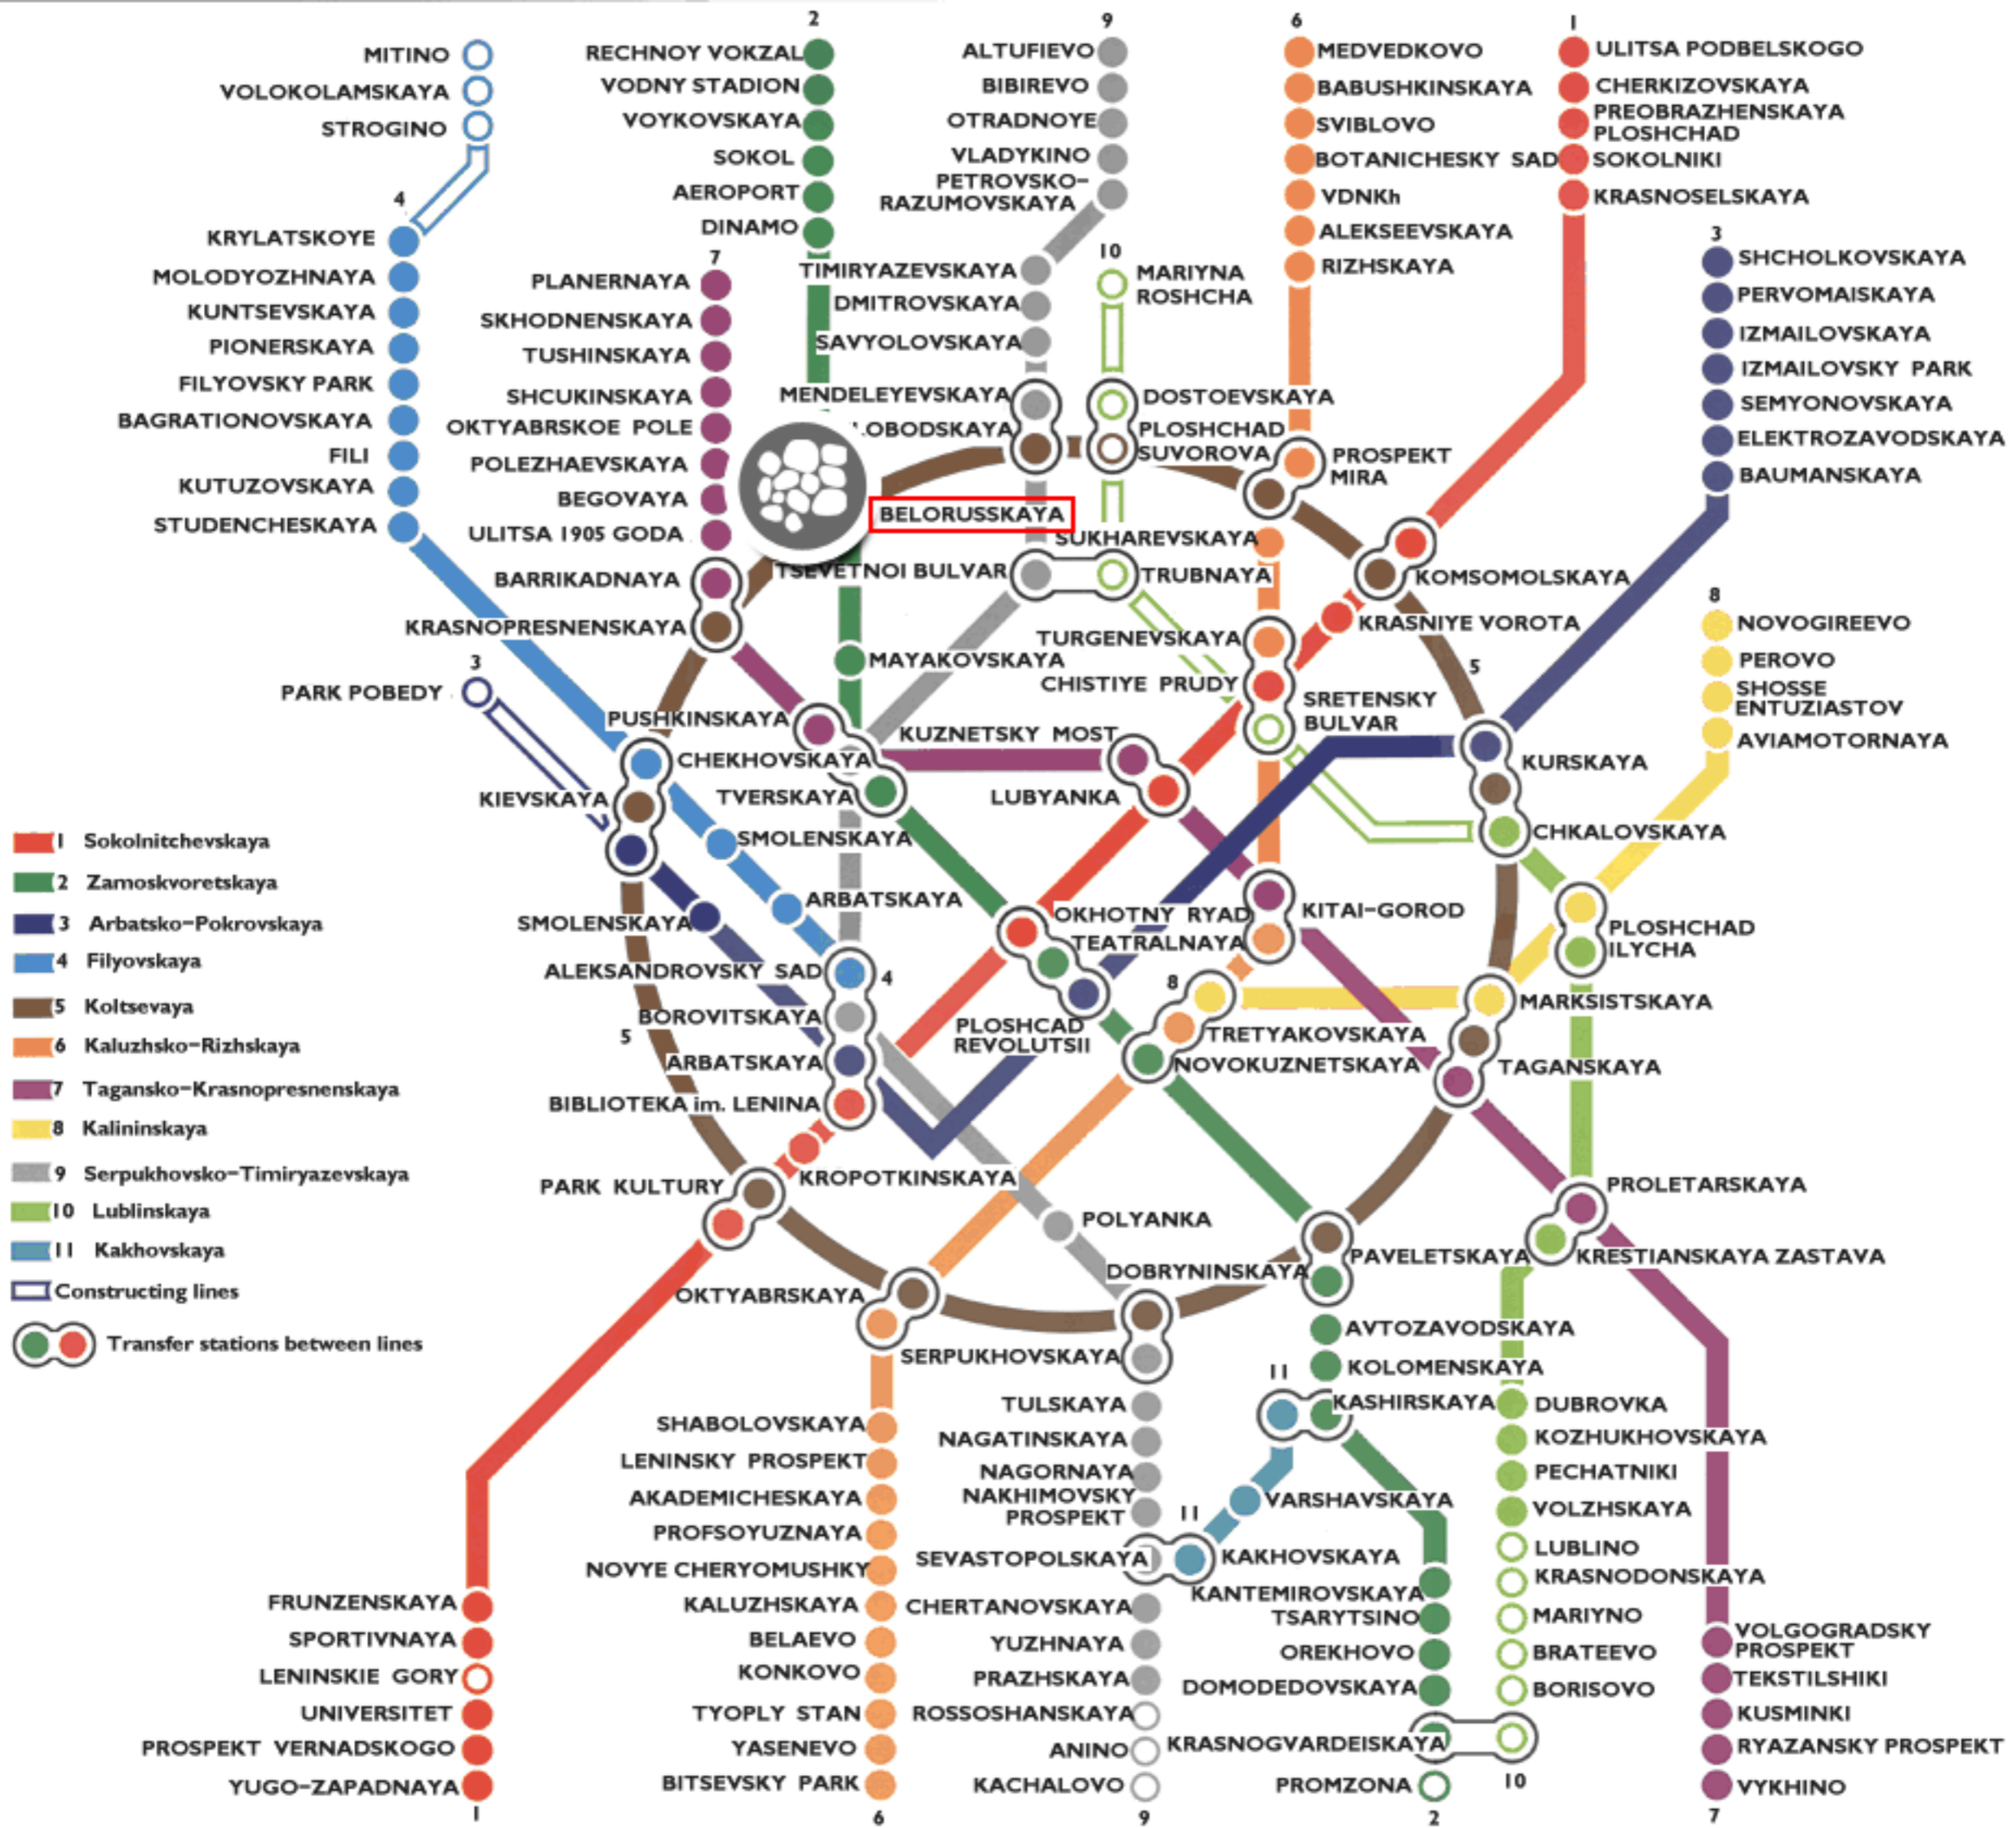 2
9
6
1
MITINO
VOLOKOLAMSKAYA
STROGINO
4
KRYLATSKOYE
MOLODYOZHNAYA
KUNTSEVSKAYA
PIONERSKAYA
FILYOVSKY PARK
BAGRATIONOVSKAYA
FILI
KUTUZOVSKAYA
STUDENCHESKAYA
RECHNOY VOKZAL
VODNY STADION
VOYKOVSKAYA
SOKOL
AEROPORT
DINAMO
7
PLANERNAYA
SKHODNENSKAYA
TUSHINSKAYA
SHCUKINSKAYA
OKTYABRSKOE POLE
POLEZHAEVSKAYA
BEGOVAYA
ULITSA 1905 GODA
BARRIKADNAYA
KRASNOPRESNENSKAYA
ALTUFIEVO
BIBIREVO
OTRADNOYE
VLADYKINO
PETROVSKO-
RAZUMOVSKAYA
TIMIRYAZEVSKAYA
DMITROVSKAYA
SAVYOLOVSKAYA
MENDELEYEVSKAYA
LOBODSKAYA
BELORUSSKAYA
10
MARIYNA
ROSHCHA
DOSTOEVSKAYA
PLOSHCHAD
SUVOROVA
MEDVEDKOVO
BABUSHKINSKAYA
SVIBLOVO
BOTANICHESKY SAD
VDNKh
ALEKSEEVSKAYA
RIZHSKAYA
PROSPEKT
MIRA
ULITSA PODBELSKOGO
CHERKIZOVSKAYA
PREOBRAZHENSKAYA
PLOSHCHAD
SOKOLNIKI
KRASNOSELSKAYA
3
SHCHOLKOVSKAYA
PERVOMAISKAYA
IZMAILOVSKAYA
IZMAILOVSKY PARK
SEMYONOVSKAYA
ELEKTROZAVODSKAYA
BAUMANSKAYA
SUKHAREVSKAYA
TSEVETNOI BULVAR
TRUBNAYA
KOMSOMOLSKAYA
KRASNIYE VOROTA
TURGENEVSKAYA
MAYAKOVSKAYA
CHISTIYE PRUDY
SRETENSKY
BULVAR
5
8
NOVOGIREEVO
PEROVO
SHOSSE
ENTUZIASTOV
AVIAMOTORNAYA
3
PARK POBEDY
PUSHKINSKAYA
KUZNETSKY MOST
CHEKHOVSKAYA
KURSKAYA
KIEVSKAYA
TVERSKAYA
LUBYANKA
SMOLENSKAYA
CHKALOVSKAYA
ARBATSKAYA
SMOLENSKAYA
OKHOTNY RYAD
KITAI-GOROD
TEATRALNAYA
PLOSHCHAD
ILYCHA
ALEKSANDROVSKY SAD
4
8
MARKSISTSKAYA
BOROVITSKAYA
5
PLOSHCAD
REVOLUTSII
TRETYAKOVSKAYA
ARBATSKAYA
NOVOKUZNETSKAYA
TAGANSKAYA
BIBLIOTEKA im. LENINA
KROPOTKINSKAYA
PARK KULTURY
POLYANKA
PROLETARSKAYA
PAVELETSKAYA
KRESTIANSKAYA ZASTAVA
DOBRYNINSKAYA
OKTYABRSKAYA
SERPUKHOVSKAYA
1 Sokolnitchevskaya
2 Zamoskvoretskaya
3 Arbatsko-Pokrovskaya
4 Filyovskaya
5 Koltsevaya
6 Kaluzhsko-Rizhskaya
7 Tagansko-Krasnopresnenskaya
8 Kalininskaya
9 Serpukhovsko-Timiryazevskaya
10 Lublinskaya
11 Kakhovskaya
Constructing lines
Transfer stations between lines
AVTOZAVODSKAYA
KOLOMENSKAYA
11
KASHIRSKAYA
VARSHAVSKAYA
11
KAKHOVSKAYA
KANTEMIROVSKAYA
TSARYTSINO
OREKHOVO
DOMODEDOVSKAYA
KRASNOGVARDEISKAYA
PROMZONA
2
TULSKAYA
NAGATINSKAYA
NAGORNAYA
NAKHIMOVSKY
PROSPEKT
SEVASTOPOLSKAYA
CHERTANOVSKAYA
YUZHNAYA
PRAZHSKAYA
ROSSOSHANSKAYA
ANINO
KACHALOVO
9
SHABOLOVSKAYA
LENINSKY PROSPEKT
AKADEMICHESKAYA
PROFSOYUZNAYA
NOVYE CHERYOMUSHKY
KALUZHSKAYA
BELAEVO
KONKOVO
TYOPLY STAN
YASENEVO
BITSEVSKY PARK
6
FRUNZENSKAYA
SPORTIVNAYA
LENINSKIE GORY
UNIVERSITET
PROSPEKT VERNADSKOGO
YUGO-ZAPADNAYA
1
DUBROVKA
KOZHUKHOVSKAYA
PECHATNIKI
VOLZHSKAYA
LUBLINO
KRASNODONSKAYA
MARIYNO
BRATEEVO
BORISOVO
10
VOLGOGRADSKY
PROSPEKT
TEKSTILSHIKI
KUSMINKI
RYAZANSKY PROSPEKT
VYKHINO
7